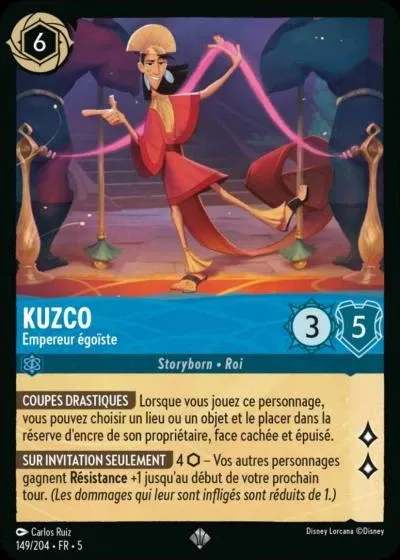 6
KUZCO
Empereur égoïste
3
5
Storyborn • Roi
COUPES DRASTIQUES Lorsque vous jouez ce personnage,
vous pouvez choisir un lieu ou un objet et le placer dans la
réserve d'encre de son propriétaire, face cachée et épuisé.
SUR INVITATION SEULEMENT 4 ⬡ – Vos autres personnages
gagnent Résistance +1 jusqu'au début de votre prochain
tour. (Les dommages qui leur sont infligés sont réduits de 1.)
Carlos Ruiz
149/204 • FR • 5
Disney Lorcana ©Disney